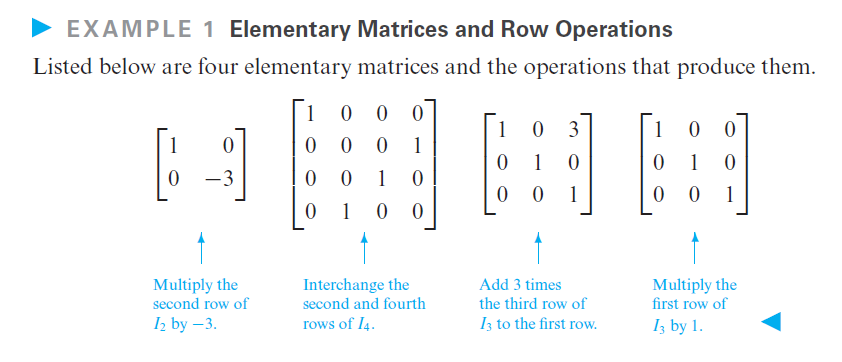 ▶ EXAMPLE 1 Elementary Matrices and Row Operations
Listed below are four elementary matrices and the operations that produce them.
[1 0
0 −3]
[1 0 0 0
0 0 0 1
0 0 1 0
0 1 0 0]
[1 0 3
0 1 0
0 0 1]
[1 0 0
0 1 0
0 0 1]
Multiply the
second row of
I₂ by −3.
Interchange the
second and fourth
rows of I₄.
Add 3 times
the third row of
I₃ to the first row.
Multiply the
first row of
I₃ by 1.